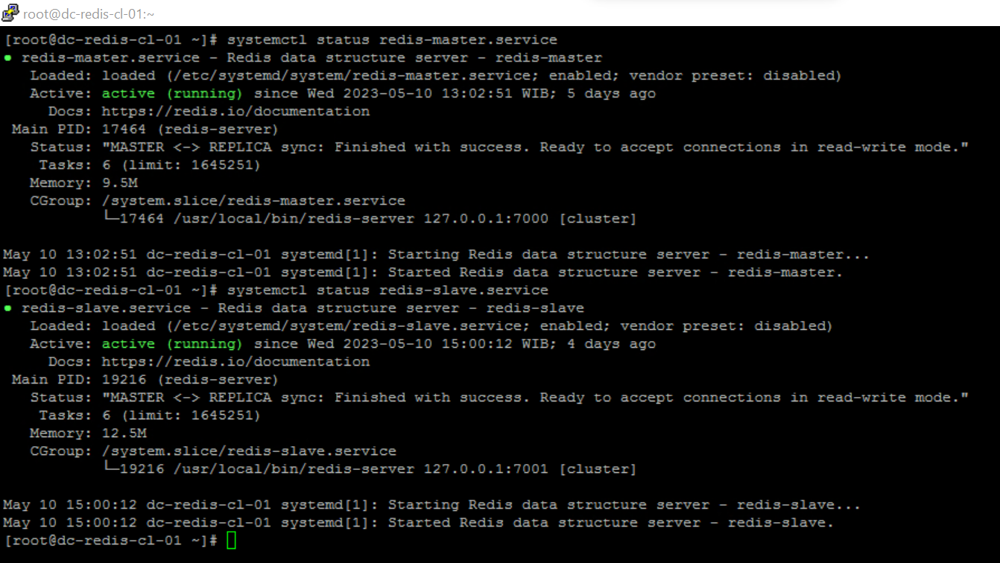 root@dc-redis-cl-01:~
[root@dc-redis-cl-01 ~]# systemctl status redis-master.service
● redis-master.service - Redis data structure server - redis-master
Loaded: loaded (/etc/systemd/system/redis-master.service; enabled; vendor preset: disabled)
Active: active (running) since Wed 2023-05-10 13:02:51 WIB; 5 days ago
Docs: https://redis.io/documentation
Main PID: 17464 (redis-server)
Status: "MASTER <-> REPLICA sync: Finished with success. Ready to accept connections in read-write mode."
Tasks: 6 (limit: 1645251)
Memory: 9.5M
CGroup: /system.slice/redis-master.service
└─17464 /usr/local/bin/redis-server 127.0.0.1:7000 [cluster]
May 10 13:02:51 dc-redis-cl-01 systemd[1]: Starting Redis data structure server - redis-master...
May 10 13:02:51 dc-redis-cl-01 systemd[1]: Started Redis data structure server - redis-master.
[root@dc-redis-cl-01 ~]# systemctl status redis-slave.service
● redis-slave.service - Redis data structure server - redis-slave
Loaded: loaded (/etc/systemd/system/redis-slave.service; enabled; vendor preset: disabled)
Active: active (running) since Wed 2023-05-10 15:00:12 WIB; 4 days ago
Docs: https://redis.io/documentation
Main PID: 19216 (redis-server)
Status: "MASTER <-> REPLICA sync: Finished with success. Ready to accept connections in read-write mode."
Tasks: 6 (limit: 1645251)
Memory: 12.5M
CGroup: /system.slice/redis-slave.service
└─19216 /usr/local/bin/redis-server 127.0.0.1:7001 [cluster]
May 10 15:00:12 dc-redis-cl-01 systemd[1]: Starting Redis data structure server - redis-slave...
May 10 15:00:12 dc-redis-cl-01 systemd[1]: Started Redis data structure server - redis-slave.
[root@dc-redis-cl-01 ~]#